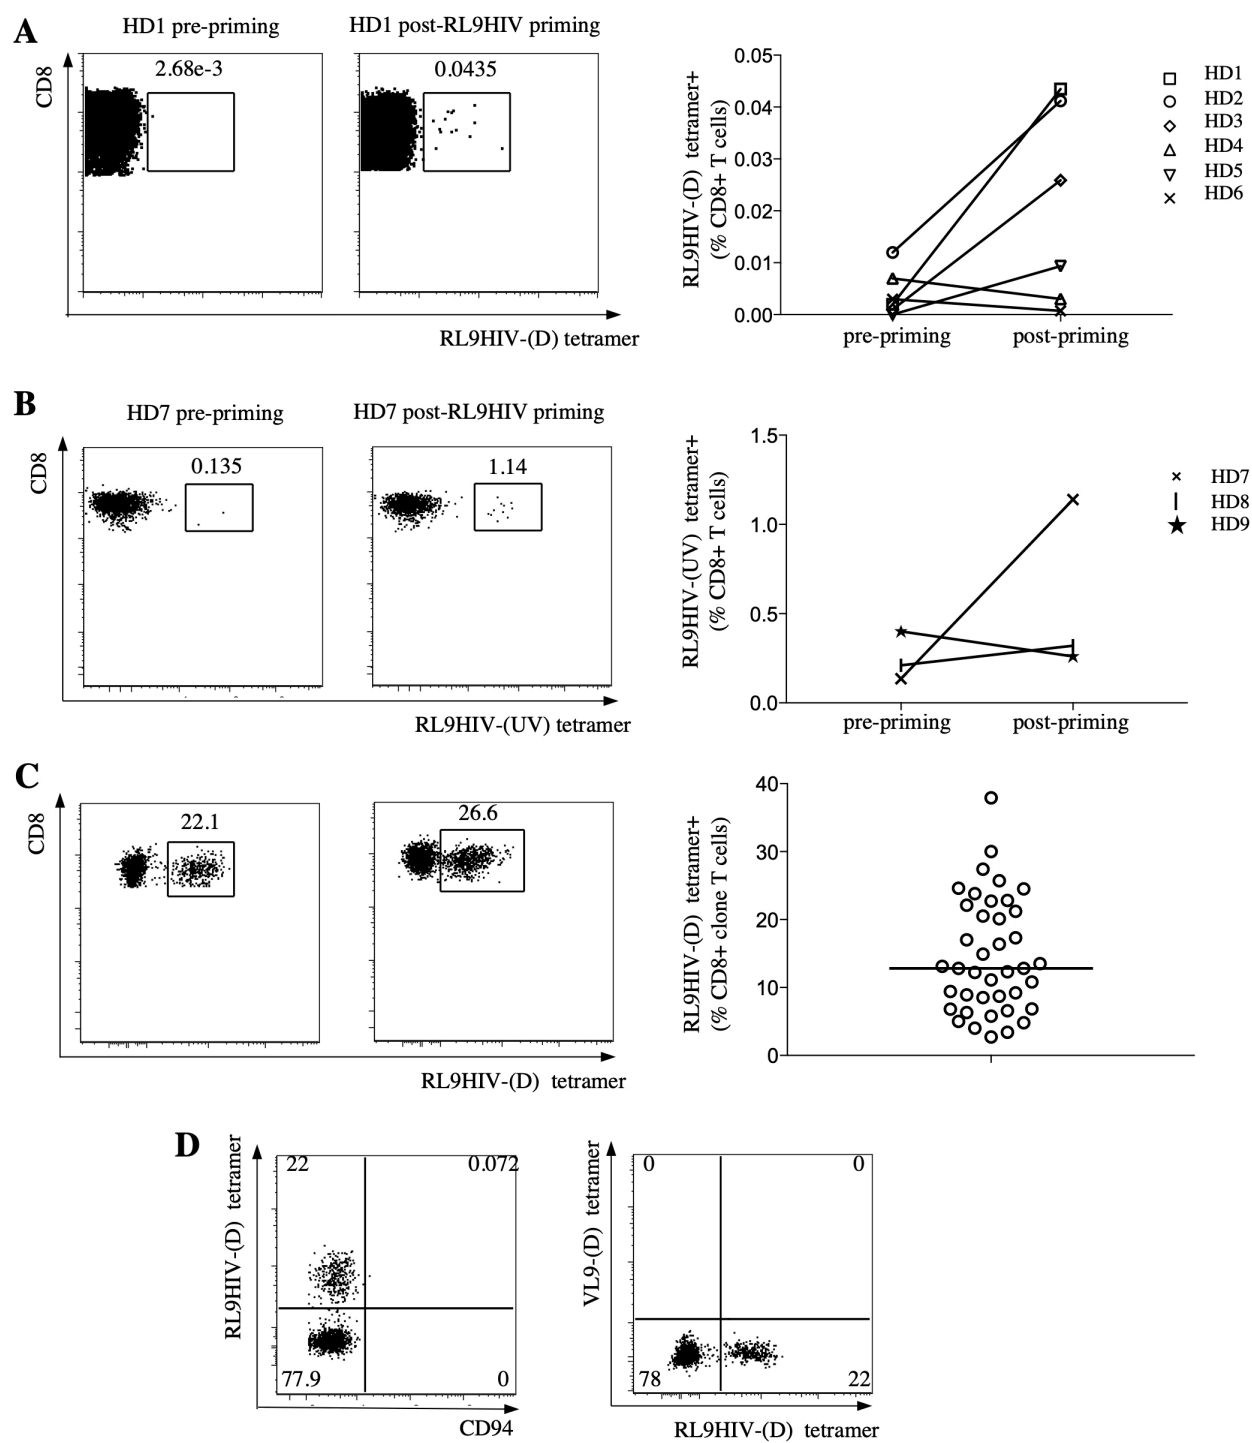 A
HD1 pre-priming
HD1 post-RL9HIV priming
CD8
2.68e-3
0.0435
RL9HIV-(D) tetramer
RL9HIV-(D) tetramer+
(% CD8+ T cells)
0.05
0.04
0.03
0.02
0.01
0.00
pre-priming
post-priming
HD1
HD2
HD3
HD4
HD5
HD6
B
HD7 pre-priming
HD7 post-RL9HIV priming
CD8
0.135
1.14
RL9HIV-(UV) tetramer
RL9HIV-(UV) tetramer+
(% CD8+ T cells)
1.5
1.0
0.5
0.0
pre-priming
post-priming
HD7
HD8
HD9
C
CD8
22.1
26.6
RL9HIV-(D) tetramer
RL9HIV-(D) tetramer+
(% CD8+ clone T cells)
40
30
20
10
0
D
RL9HIV-(D) tetramer
22
0.072
77.9
0
CD94
VL9-(D) tetramer
0
0
78
22
RL9HIV-(D) tetramer